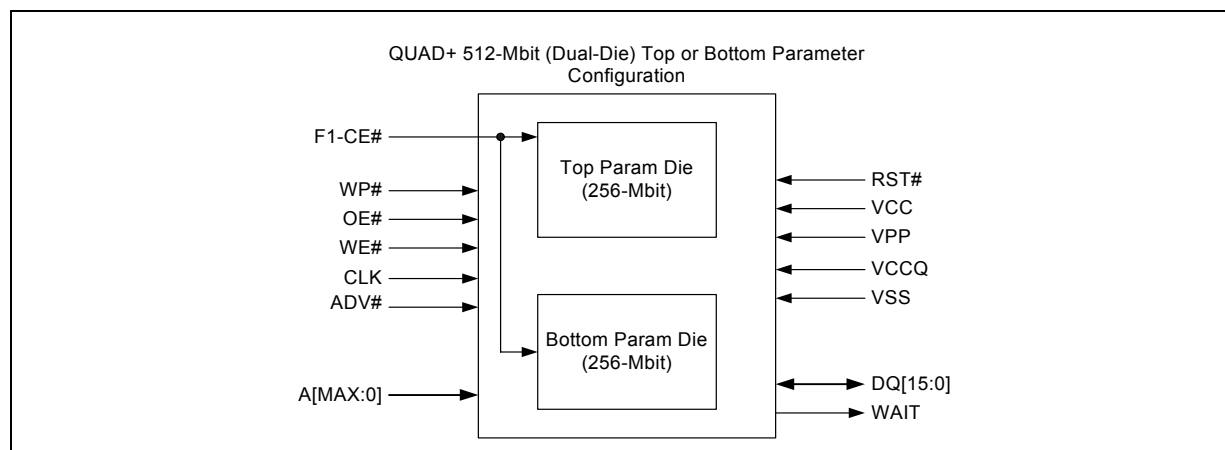 QUAD+ 512-Mbit (Dual-Die) Top or Bottom Parameter
Configuration
F1-CE#
WP#
OE#
WE#
CLK
ADV#
A[MAX:0]
Top Param Die
(256-Mbit)
Bottom Param Die
(256-Mbit)
RST#
VCC
VPP
VCCQ
VSS
DQ[15:0]
WAIT